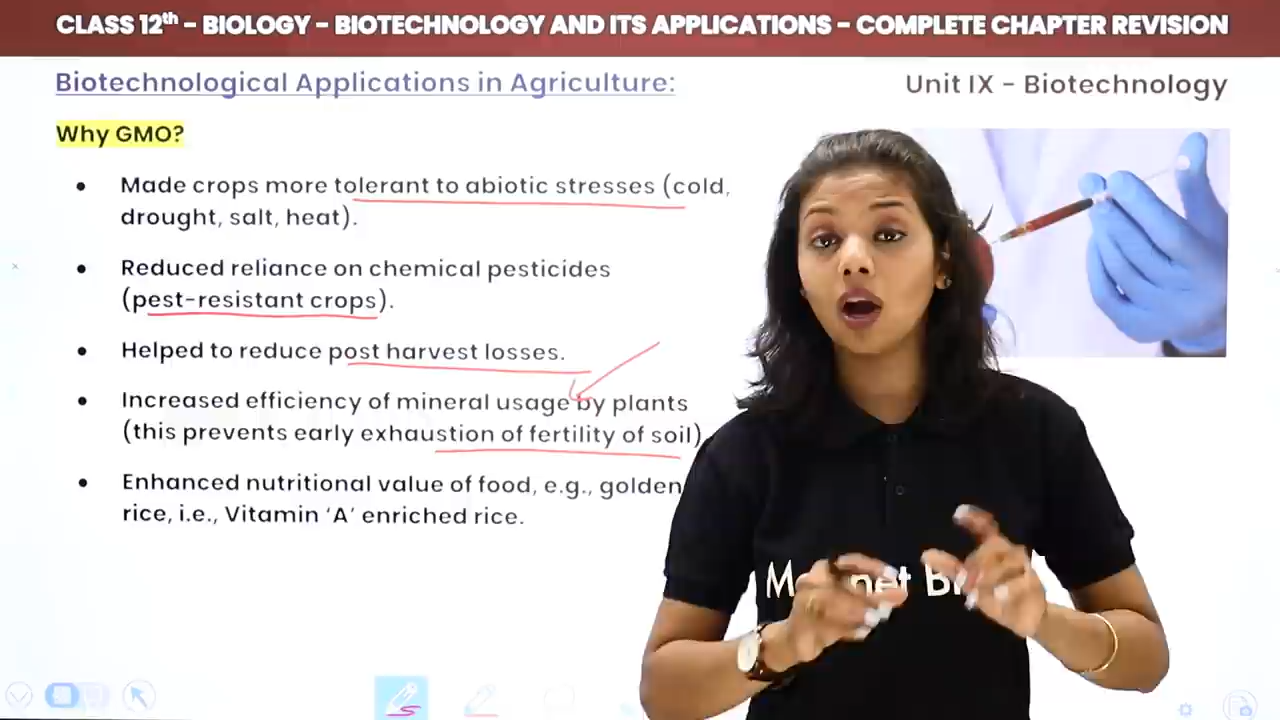 CLASS 12th – BIOLOGY – BIOTECHNOLOGY AND ITS APPLICATIONS – COMPLETE CHAPTER REVISION
Biotechnological Applications in Agriculture:
Unit IX – Biotechnology
Why GMO?
• Made crops more tolerant to abiotic stresses (cold,
drought, salt, heat).
• Reduced reliance on chemical pesticides
(pest-resistant crops).
• Helped to reduce post harvest losses.
• Increased efficiency of mineral usage by plants
(this prevents early exhaustion of fertility of soil)
• Enhanced nutritional value of food, e.g., golden
rice, i.e., Vitamin ‘A’ enriched rice.